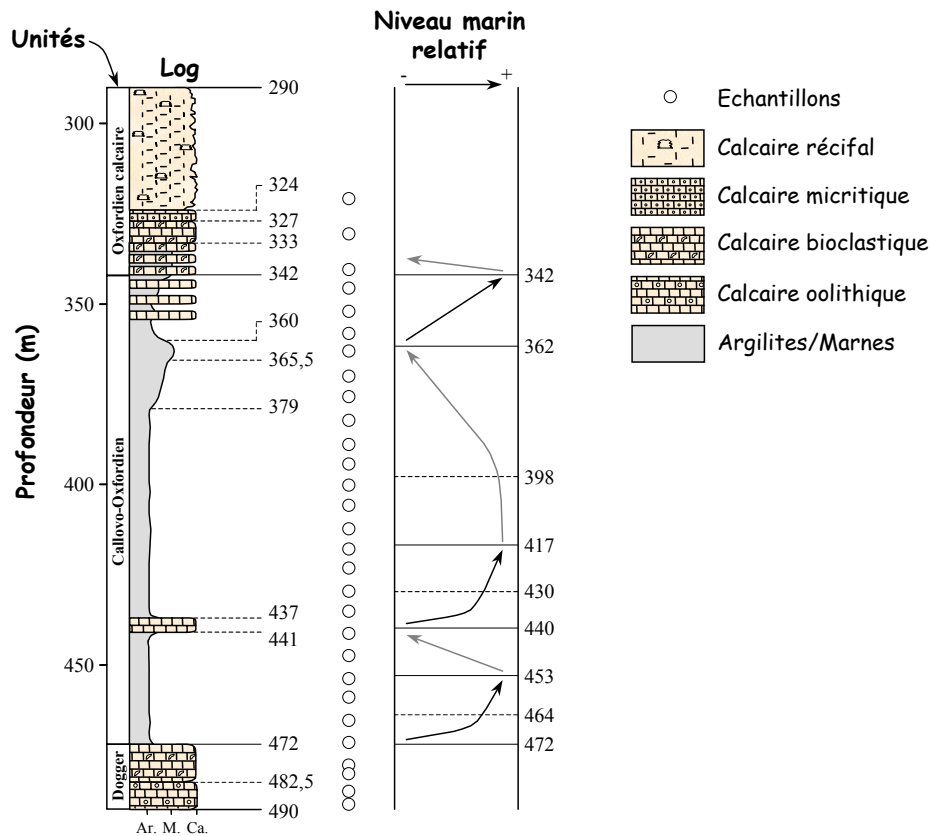 Niveau marin
relatif
Unités
Log
- +
290
300
324
327
333
342
350
360
365,5
379
400
437
441
450
472
482,5
490
Ar. M. Ca.
Profondeur (m)
Oxfordien calcaire
Callovo-Oxfordien
Dogger
342
362
398
417
430
440
453
464
472
Echantillons
Calcaire récifal
Calcaire micritique
Calcaire bioclastique
Calcaire oolithique
Argilites/Marnes